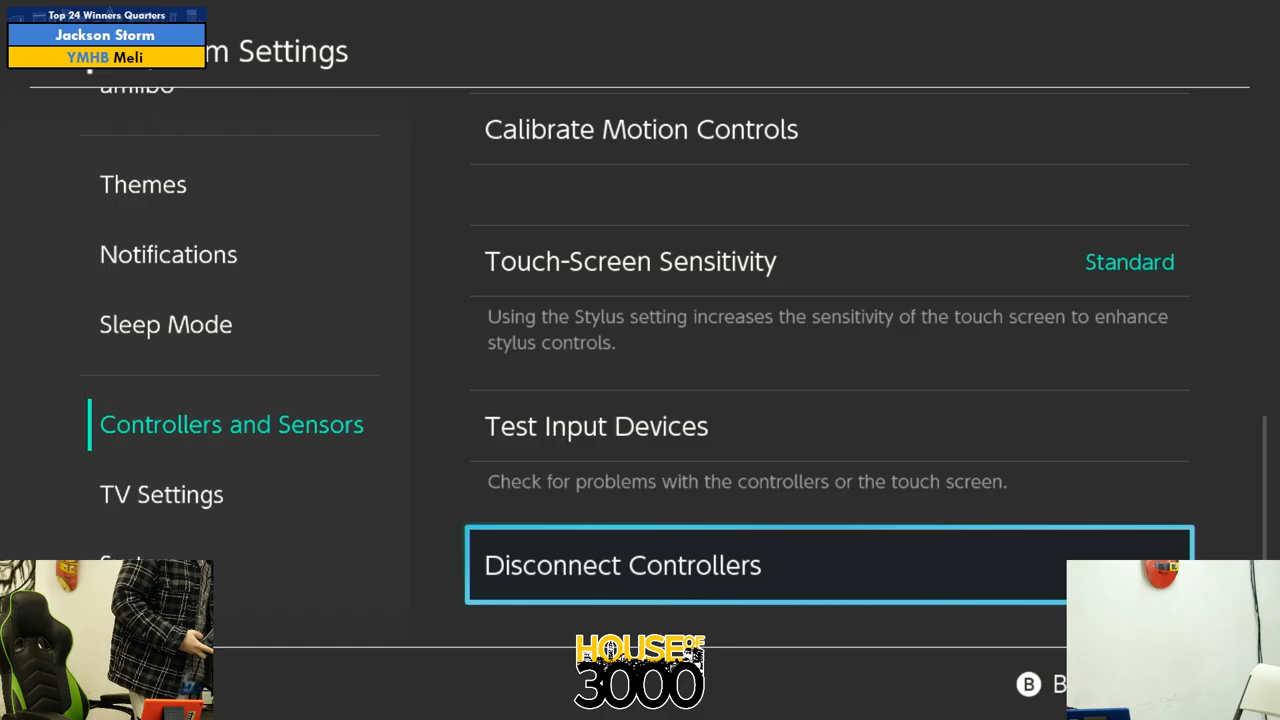 Top 24 Winners Quarters
Jackson Storm
YMHB Meli
m Settings
amiibo
Themes
Notifications
Sleep Mode
Controllers and Sensors
TV Settings
Calibrate Motion Controls
Touch-Screen Sensitivity Standard
Using the Stylus setting increases the sensitivity of the touch screen to enhance
stylus controls.
Test Input Devices
Check for problems with the controllers or the touch screen.
Disconnect Controllers
HOUSE OF
3000
B B